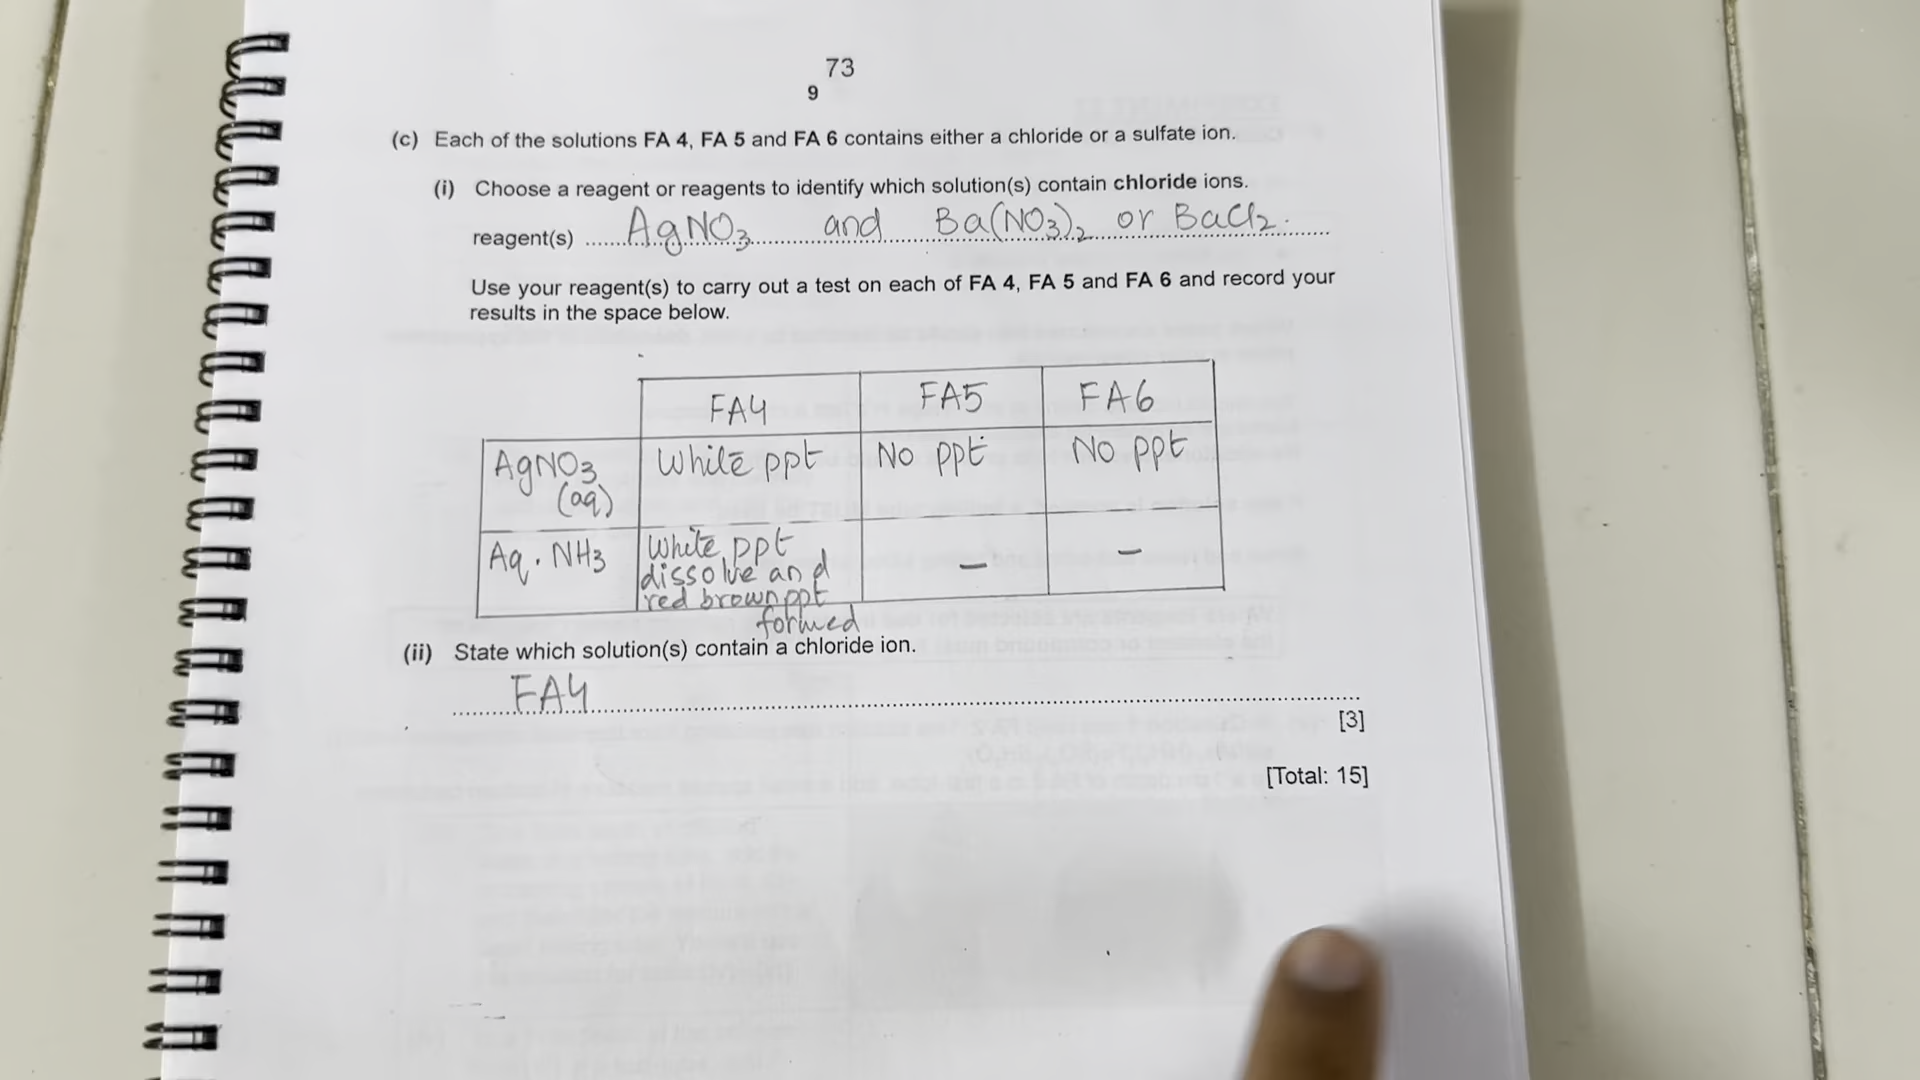 73
9
(c) Each of the solutions FA 4, FA 5 and FA 6 contains either a chloride or a sulfate ion.
(i) Choose a reagent or reagents to identify which solution(s) contain chloride ions.
reagent(s) AgNO3 and Ba(NO3)2 or BaCl2.
Use your reagent(s) to carry out a test on each of FA 4, FA 5 and FA 6 and record your
results in the space below.
FA4 FA5 FA6
AgNO3 (aq) White ppt No ppt No ppt
Aq. NH3 White ppt dissolve and red brown ppt formed – –
(ii) State which solution(s) contain a chloride ion.
FA4
[3]
[Total: 15]